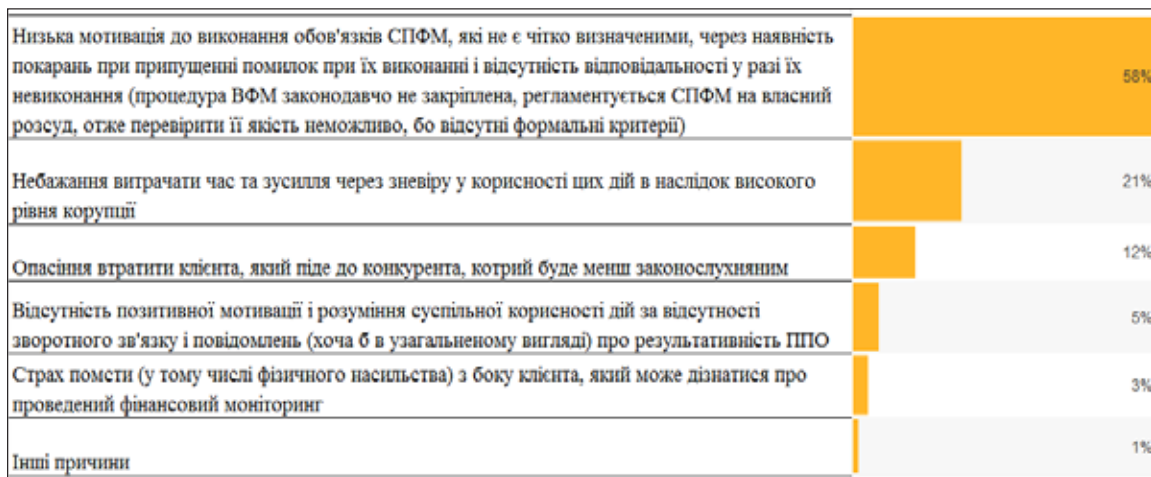 Низька мотивація до виконання обов'язків СПФМ, які не є чітко визначеними, через наявність
покарань при припущенні помилок при їх виконанні і відсутність відповідальності у разі їх
невиконання (процедура ВФМ законодавчо не закріплена, регламентується СПФМ на власний
розсуд, отже перевірити її якість неможливо, бо відсутні формальні критерії)
58%
Небажання витрачати час та зусилля через зневіру у корисності цих дій в наслідок високого
рівня корупції
21%
Опасіння втратити клієнта, який піде до конкурента, котрий буде менш законослухняним
12%
Відсутність позитивної мотивації і розуміння суспільної корисності дій за відсутності
зворотного зв'язку і повідомлень (хоча б в узагальненому вигляді) про результативність ППО
5%
Страх помсти (у тому числі фізичного насильства) з боку клієнта, який може дізнатися про
проведений фінансовий моніторинг
3%
Інші причини
1%